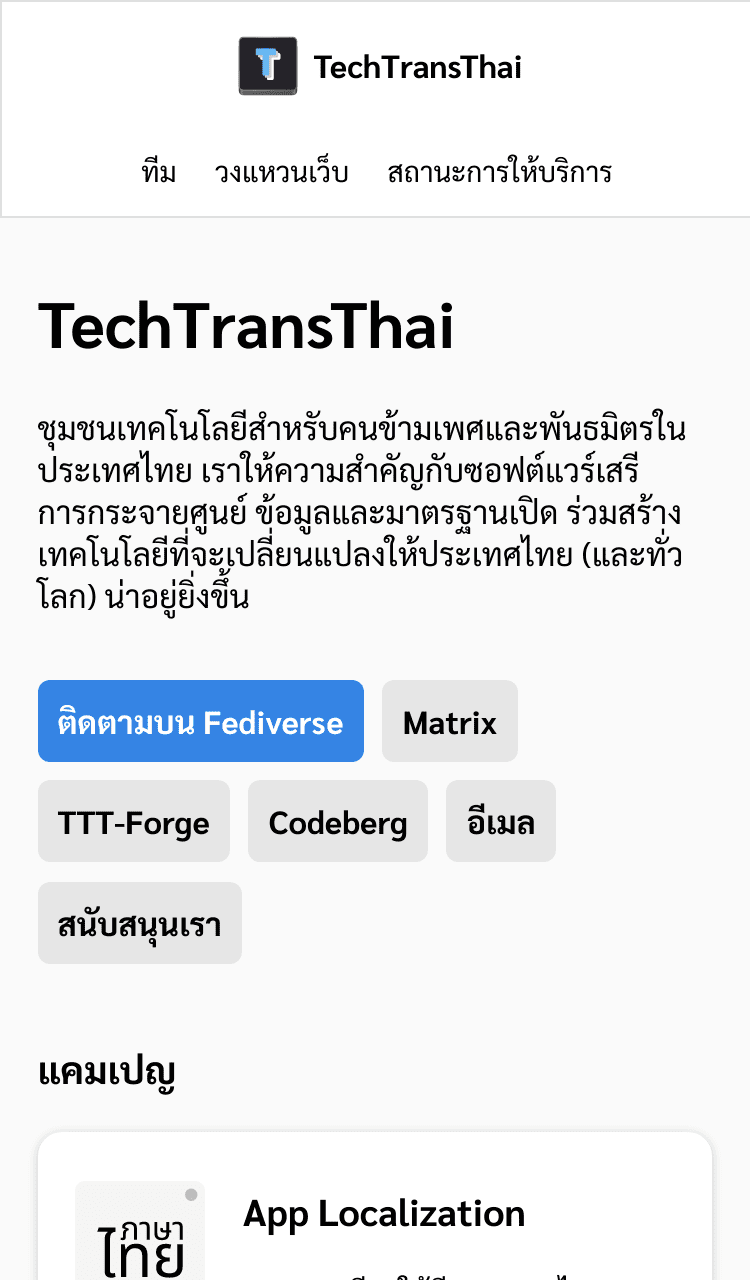 TechTransThai
ทีม วงแหวนเว็บ สถานะการให้บริการ
TechTransThai
ชุมชนเทคโนโลยีสำหรับคนข้ามเพศและพันธมิตรใน
ประเทศไทย เราให้ความสำคัญกับซอฟต์แวร์เสรี
การกระจายศูนย์ ข้อมูลและมาตรฐานเปิด ร่วมสร้าง
เทคโนโลยีที่จะเปลี่ยนแปลงให้ประเทศไทย (และทั่ว
โลก) น่าอยู่ยิ่งขึ้น
ติดตามบน Fediverse Matrix
TTT-Forge Codeberg อีเมล
สนับสนุนเรา
แคมเปญ
App Localization
ภาษา
ไทย